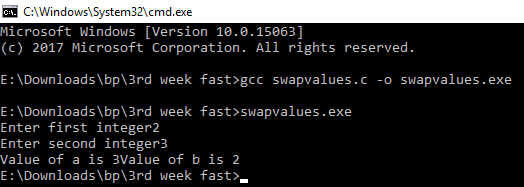 C:\Windows\System32\cmd.exe
Microsoft Windows [Version 10.0.15063]
(c) 2017 Microsoft Corporation. All rights reserved.
E:\Downloads\bp\3rd week fast>gcc swapvalues.c -o swapvalues.exe
E:\Downloads\bp\3rd week fast>swapvalues.exe
Enter first integer2
Enter second integer3
Value of a is 3Value of b is 2
E:\Downloads\bp\3rd week fast>